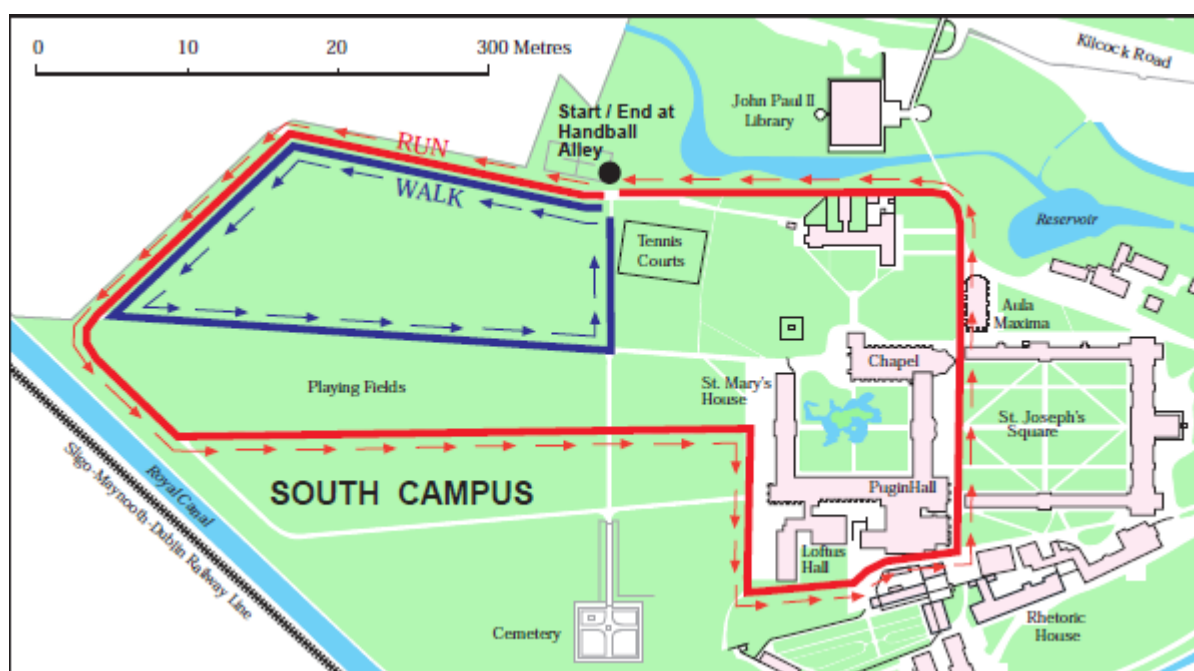 0 10 20 300 Metres
Kilcock Road
John Paul II
Library
Start / End at
Handball
Alley
RUN
WALK
Reservoir
Tennis
Courts
Aula
Maxima
Chapel
St. Mary's
House
Playing Fields
St. Joseph's
Square
PuginHall
SOUTH CAMPUS
Royal Canal
Sligo-Maynooth-Dublin Railway Line
Loftus
Hall
Rhetoric
House
Cemetery